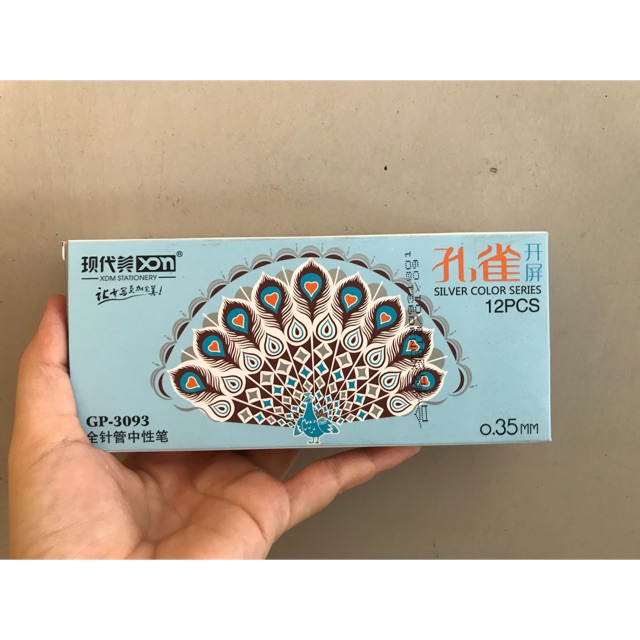 现代美XDM®
XDM STATIONERY
孔雀开屏
SILVER COLOR SERIES
12PCS
GP-3093
全针管中性笔
0.35MM